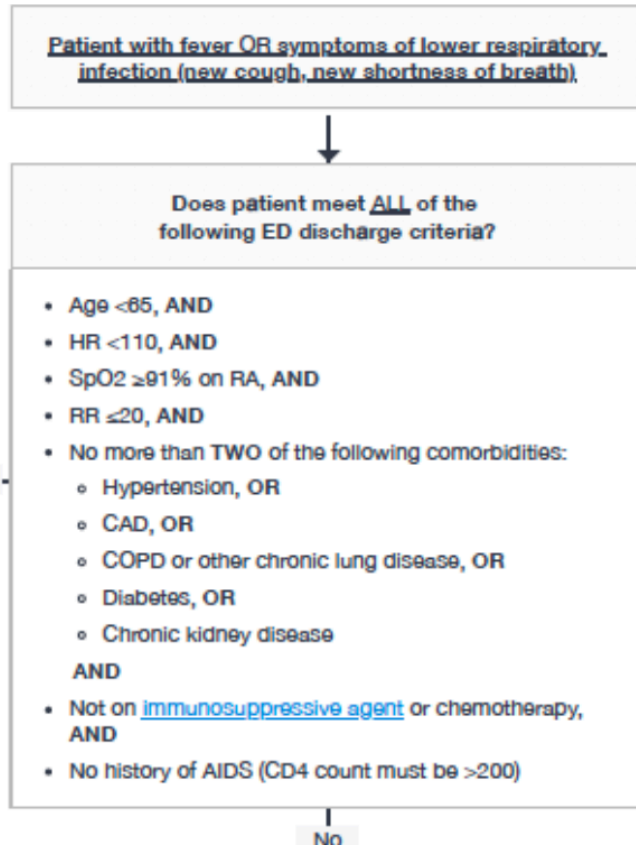 Patient with fever OR symptoms of lower respiratory
infection (new cough, new shortness of breath)
Does patient meet ALL of the
following ED discharge criteria?
• Age <65, AND
• HR <110, AND
• SpO2 ≥91% on RA, AND
• RR ≤20, AND
• No more than TWO of the following comorbidities:
◦ Hypertension, OR
◦ CAD, OR
◦ COPD or other chronic lung disease, OR
◦ Diabetes, OR
◦ Chronic kidney disease
AND
• Not on immunosuppressive agent or chemotherapy,
AND
• No history of AIDS (CD4 count must be >200)
No